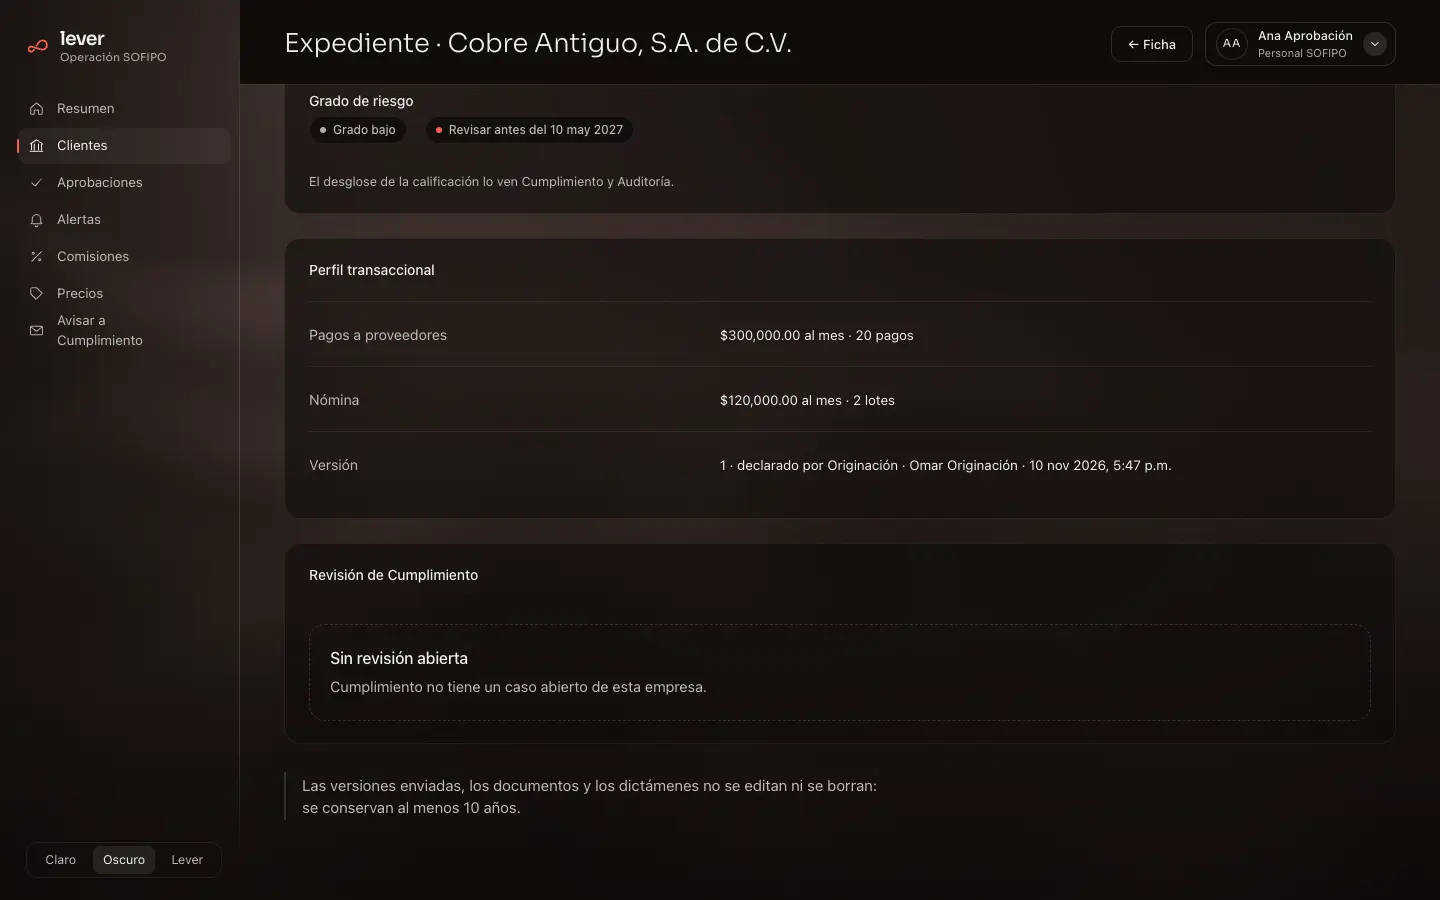 lever
Operación SOFIPO
Resumen
Clientes
Aprobaciones
Alertas
Comisiones
Precios
Avisar a
Cumplimiento
Claro Oscuro Lever
Expediente · Cobre Antiguo, S.A. de C.V.
← Ficha
AA
Ana Aprobación
Personal SOFIPO
Grado de riesgo
Grado bajo
Revisar antes del 10 may 2027
El desglose de la calificación lo ven Cumplimiento y Auditoría.
Perfil transaccional
Pagos a proveedores $300,000.00 al mes · 20 pagos
Nómina $120,000.00 al mes · 2 lotes
Versión 1 · declarado por Originación · Omar Originación · 10 nov 2026, 5:47 p.m.
Revisión de Cumplimiento
Sin revisión abierta
Cumplimiento no tiene un caso abierto de esta empresa.
Las versiones enviadas, los documentos y los dictámenes no se editan ni se borran:
se conservan al menos 10 años.